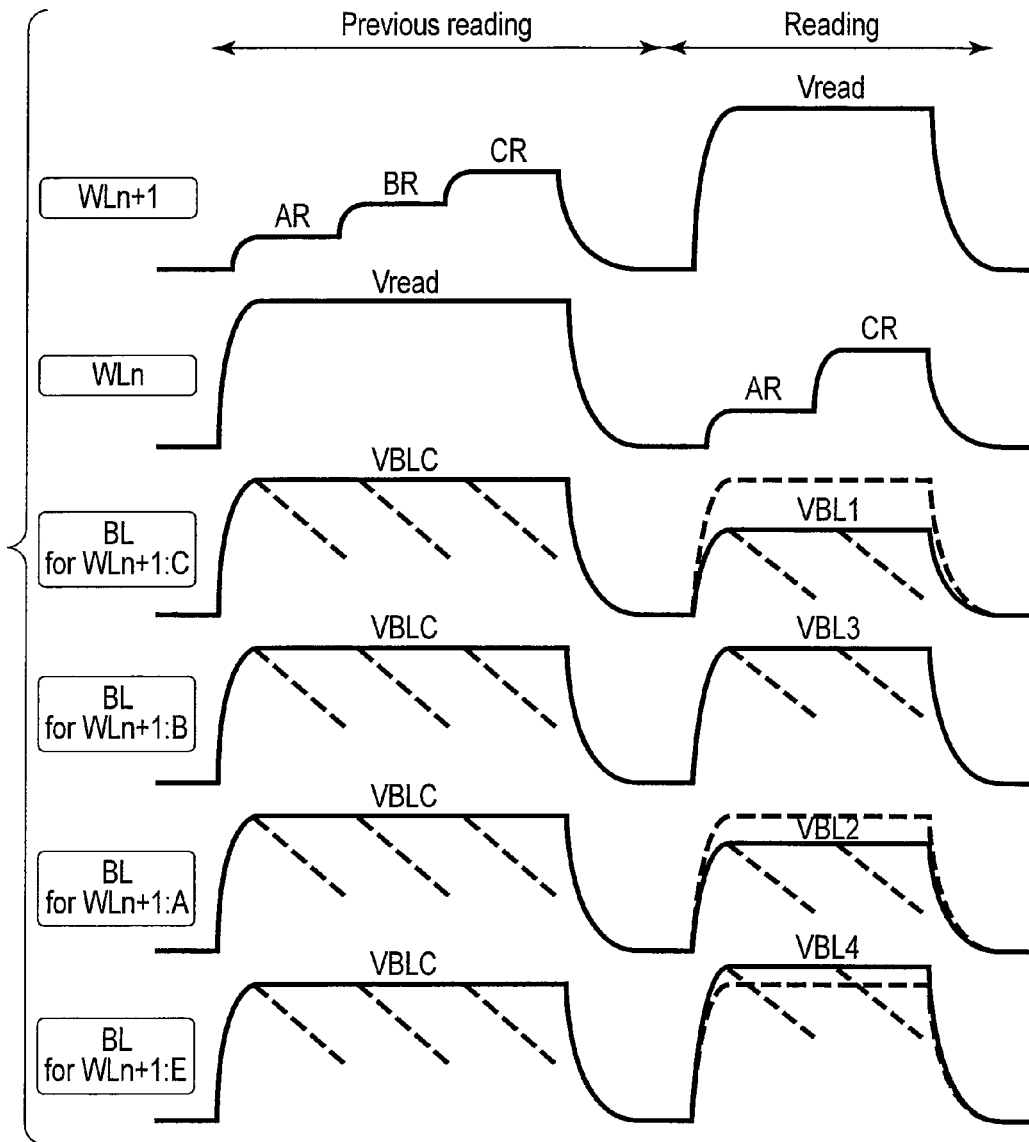 Previous reading
Reading
Vread
CR
BR
AR
WLn+1
Vread
CR
AR
WLn
VBLC
VBL1
BL
for WLn+1:C
VBLC
VBL3
BL
for WLn+1:B
VBLC
VBL2
BL
for WLn+1:A
VBLC
VBL4
BL
for WLn+1:E